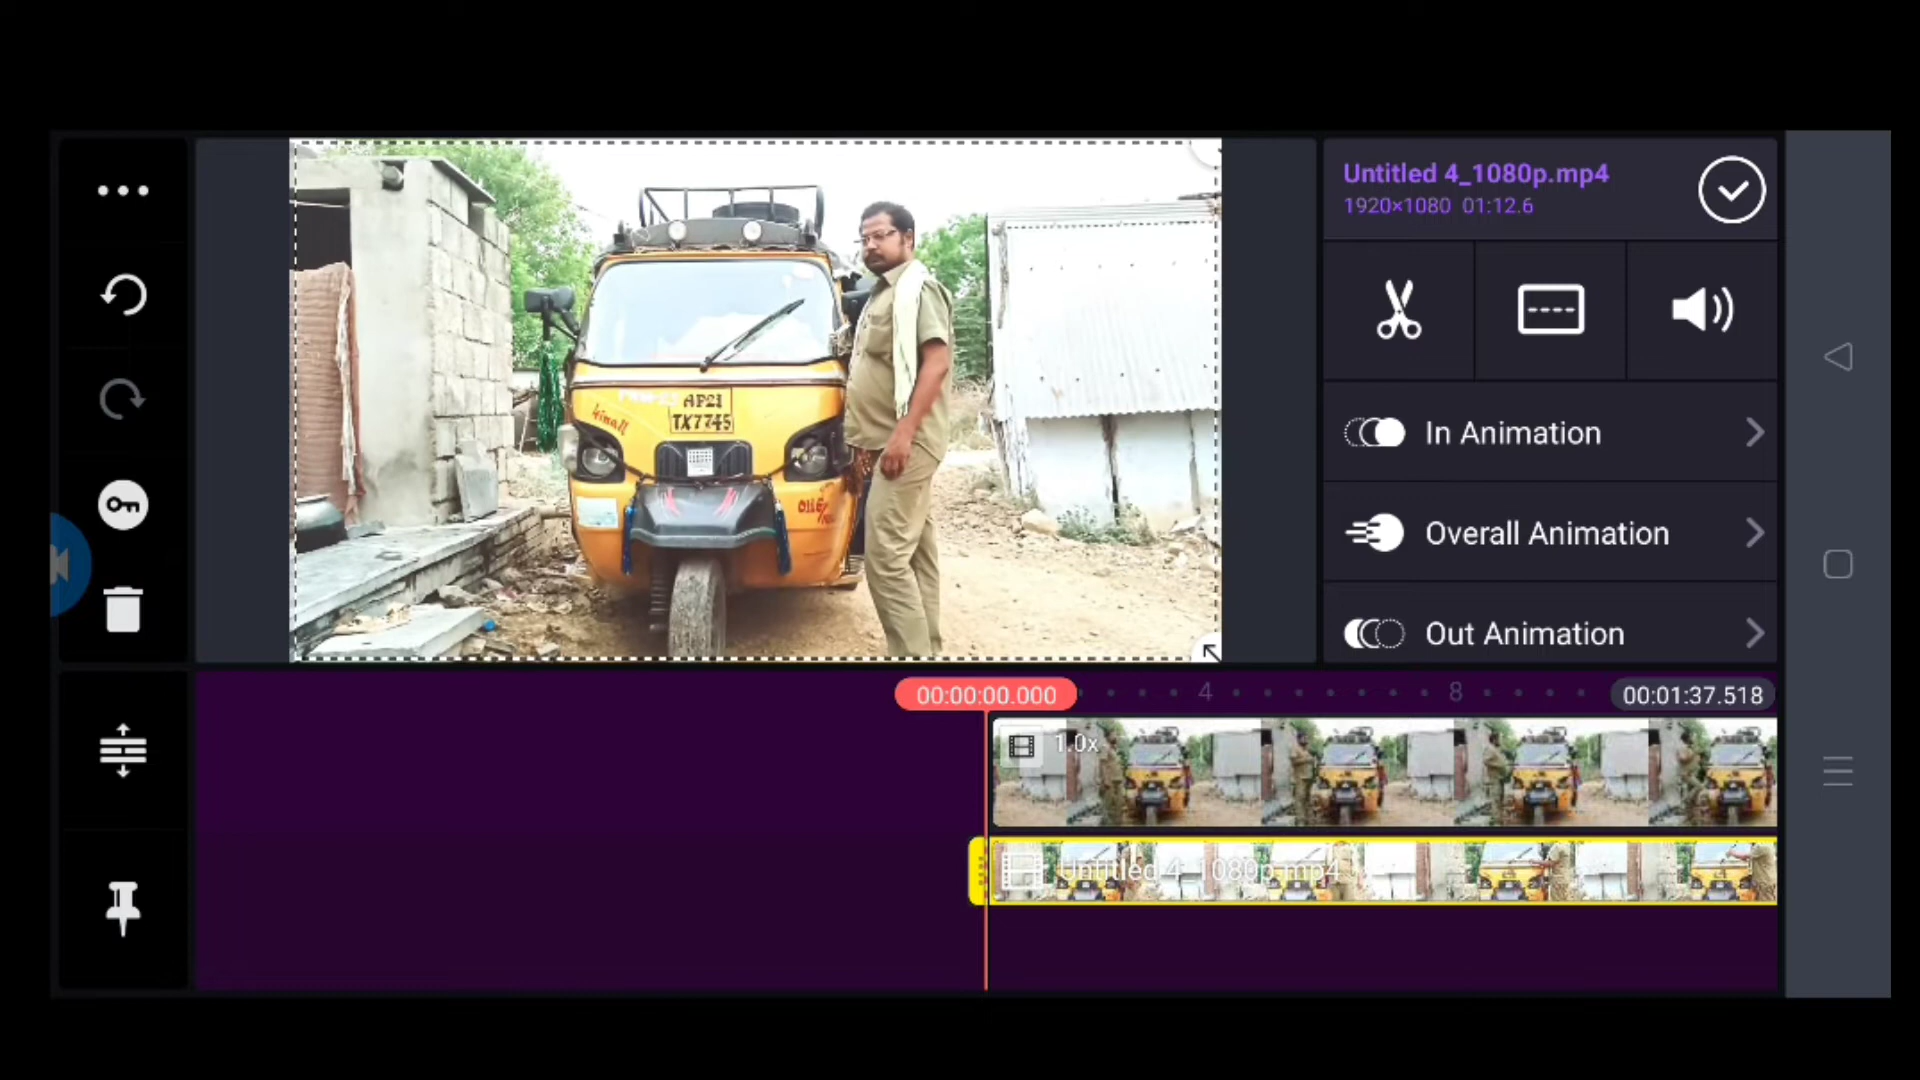 Untitled 4_1080p.mp4
1920×1080 01:12.6
AP21
TX7745
In Animation
Overall Animation
Out Animation
00:00:00.000
4
8
00:01:37.518
1.0x
Untitled 4_1080p.mp4